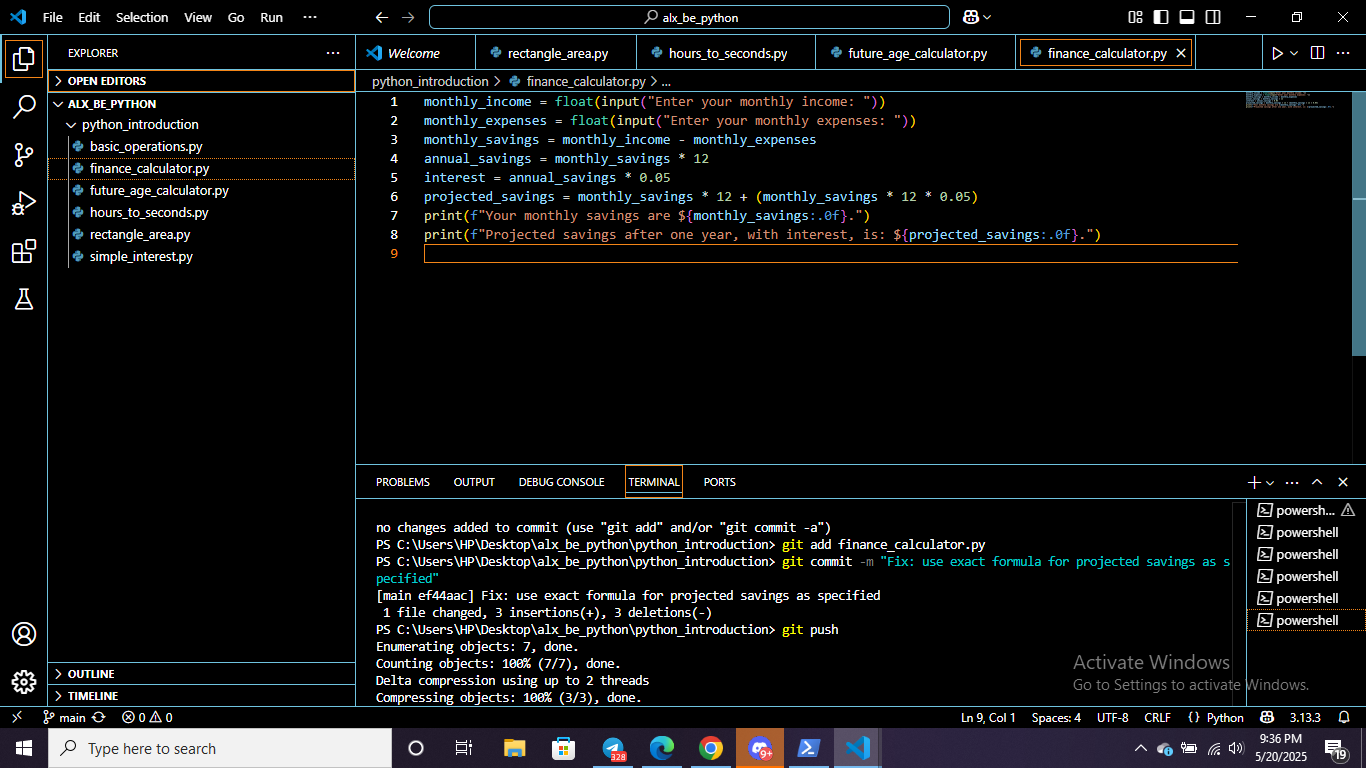 File Edit Selection View Go Run ···
alx_be_python
EXPLORER ···
OPEN EDITORS
ALX_BE_PYTHON
python_introduction
basic_operations.py
finance_calculator.py
future_age_calculator.py
hours_to_seconds.py
rectangle_area.py
simple_interest.py
OUTLINE
TIMELINE
Welcome rectangle_area.py hours_to_seconds.py future_age_calculator.py finance_calculator.py
python_introduction > finance_calculator.py > ...
1 monthly_income = float(input("Enter your monthly income: "))
2 monthly_expenses = float(input("Enter your monthly expenses: "))
3 monthly_savings = monthly_income - monthly_expenses
4 annual_savings = monthly_savings * 12
5 interest = annual_savings * 0.05
6 projected_savings = monthly_savings * 12 + (monthly_savings * 12 * 0.05)
7 print(f"Your monthly savings are ${monthly_savings:.0f}.")
8 print(f"Projected savings after one year, with interest, is: ${projected_savings:.0f}.")
9
PROBLEMS OUTPUT DEBUG CONSOLE TERMINAL PORTS
no changes added to commit (use "git add" and/or "git commit -a")
PS C:\Users\HP\Desktop\alx_be_python\python_introduction> git add finance_calculator.py
PS C:\Users\HP\Desktop\alx_be_python\python_introduction> git commit -m "Fix: use exact formula for projected savings as s
pecified"
[main ef44aac] Fix: use exact formula for projected savings as specified
1 file changed, 3 insertions(+), 3 deletions(-)
PS C:\Users\HP\Desktop\alx_be_python\python_introduction> git push
Enumerating objects: 7, done.
Counting objects: 100% (7/7), done.
Delta compression using up to 2 threads
Compressing objects: 100% (3/3), done.
powersh...
powershell
powershell
powershell
powershell
powershell
Activate Windows
Go to Settings to activate Windows.
main 0 0 Ln 9, Col 1 Spaces: 4 UTF-8 CRLF {} Python 3.13.3
Type here to search
328
9+
9:36 PM
5/20/2025
19